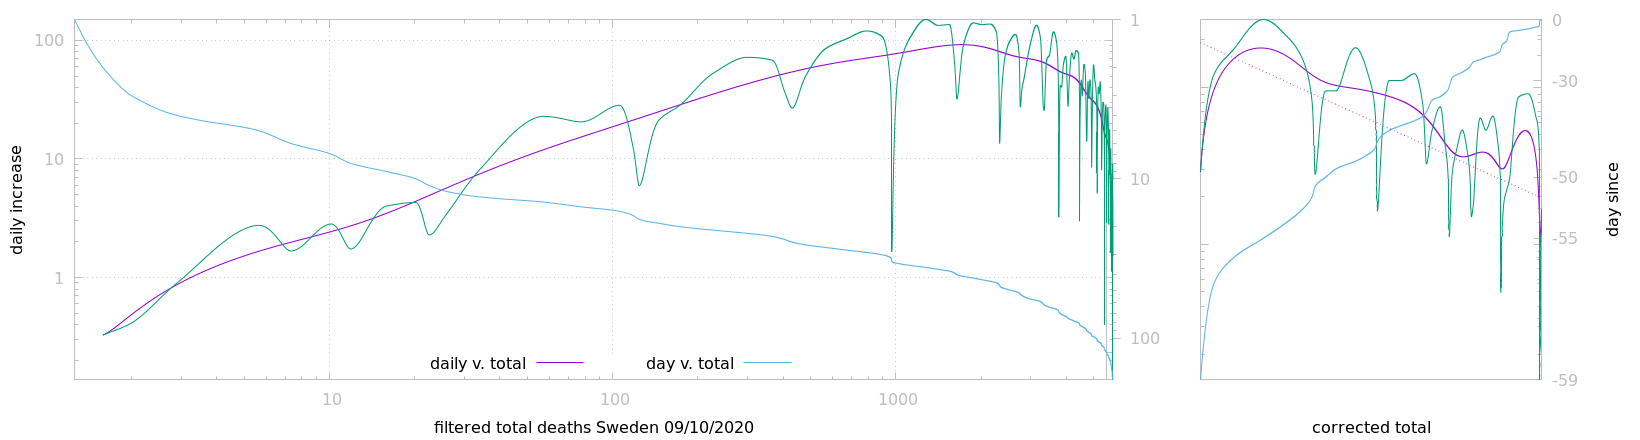 daily increase
100
10
1
daily v. total
day v. total
10
100
1000
filtered total deaths Sweden 09/10/2020
1
10
100
corrected total
0
-30
-50
-55
-59
day since